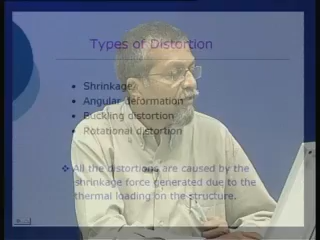 Types of Distortion
• Shrinkage
• Angular deformation
• Buckling distortion
• Rotational distortion
❖ All the distortions are caused by the
shrinkage force generated due to the
thermal loading on the structure.